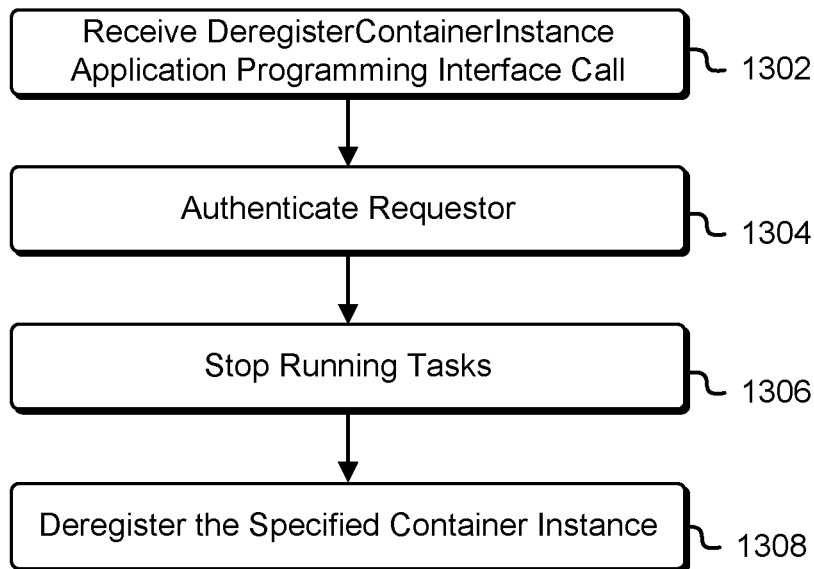 Receive DeregisterContainerInstance
Application Programming Interface Call
1302
Authenticate Requestor
1304
Stop Running Tasks
1306
Deregister the Specified Container Instance
1308